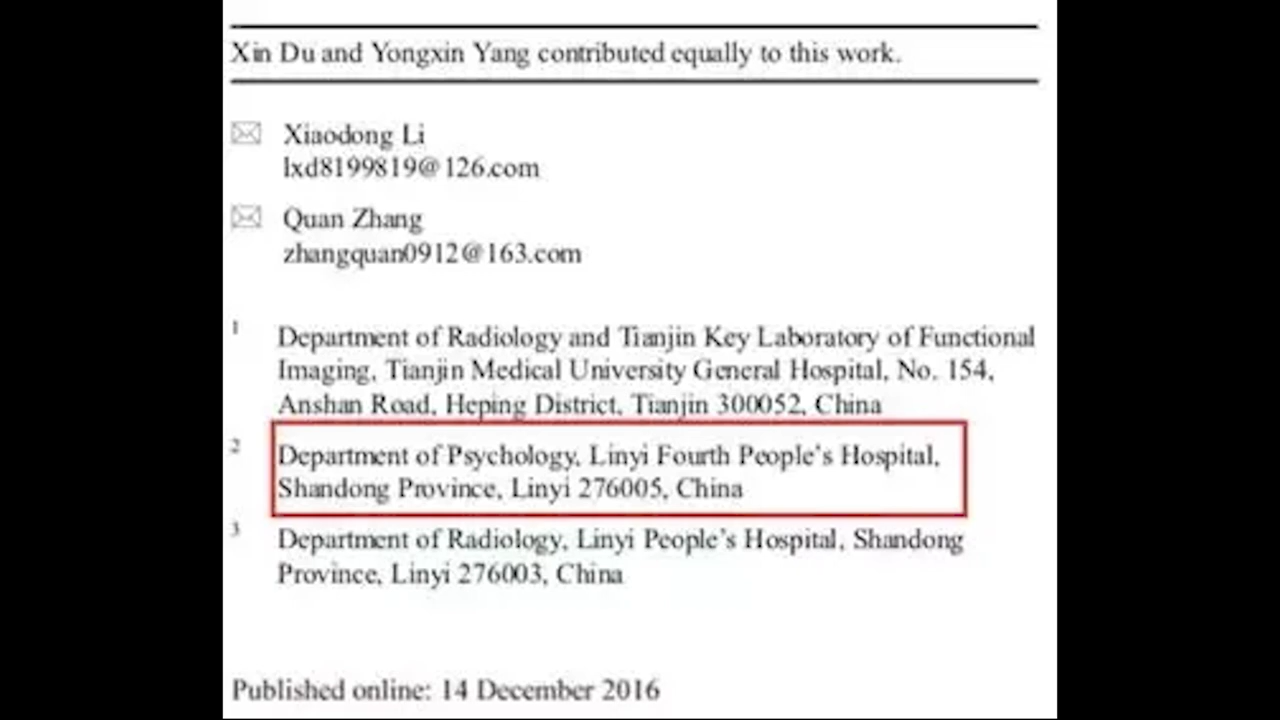 Xin Du and Yongxin Yang contributed equally to this work.
Xiaodong Li
lxd8199819@126.com
Quan Zhang
zhangquan0912@163.com
1 Department of Radiology and Tianjin Key Laboratory of Functional
Imaging, Tianjin Medical University General Hospital, No. 154,
Anshan Road, Heping District, Tianjin 300052, China
2 Department of Psychology, Linyi Fourth People's Hospital,
Shandong Province, Linyi 276005, China
3 Department of Radiology, Linyi People's Hospital, Shandong
Province, Linyi 276003, China
Published online: 14 December 2016